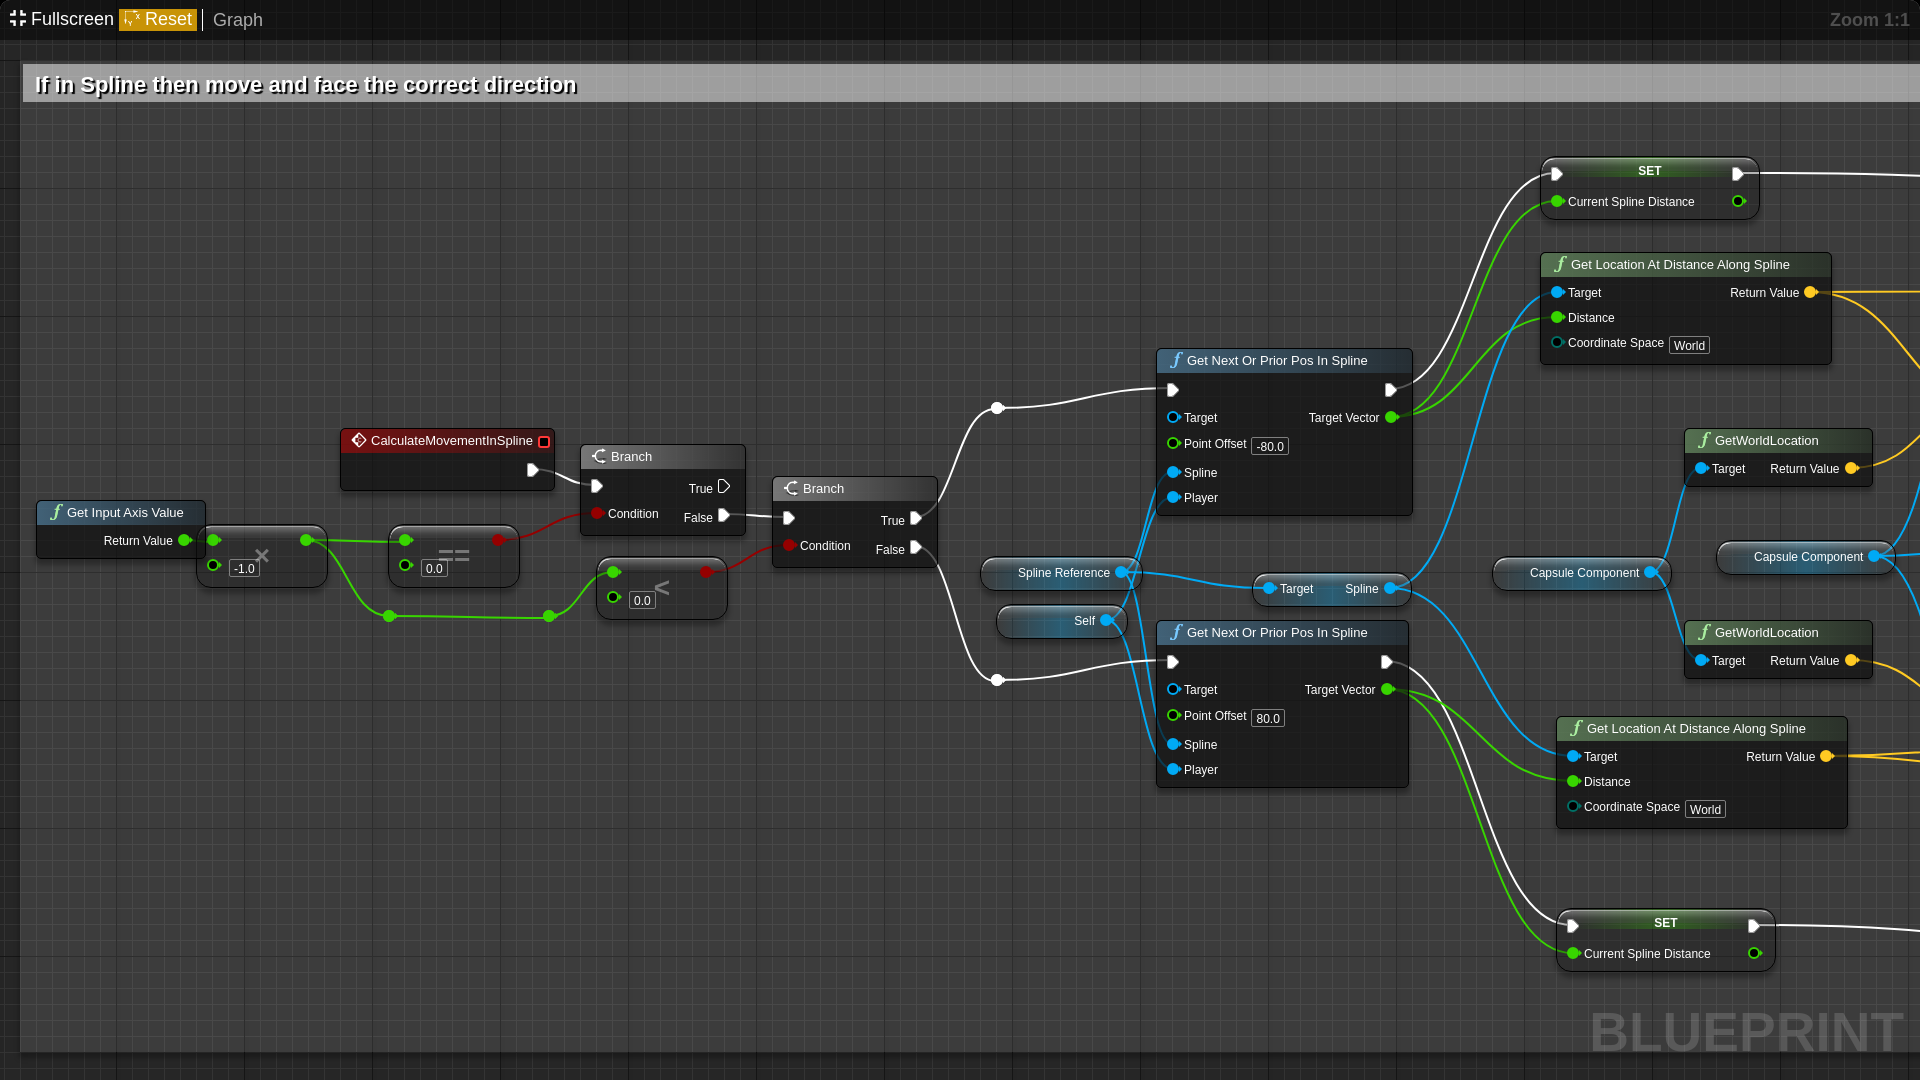 Fullscreen Reset Graph Zoom 1:1
If in Spline then move and face the correct direction
SET
Current Spline Distance
Get Location At Distance Along Spline
Target Return Value
Distance
Coordinate Space World
Get Next Or Prior Pos In Spline
Target Target Vector
Point Offset -80.0
Spline
Player
CalculateMovementInSpline
Branch
True
Condition False
Branch
True
Condition False
Get Input Axis Value
Return Value
-1.0 ×
0.0 ==
0.0 <
Spline Reference
Self
Target Spline
GetWorldLocation
Target Return Value
Capsule Component
Capsule Component
GetWorldLocation
Target Return Value
Get Next Or Prior Pos In Spline
Target Target Vector
Point Offset 80.0
Spline
Player
Get Location At Distance Along Spline
Target Return Value
Distance
Coordinate Space World
SET
Current Spline Distance
BLUEPRINT